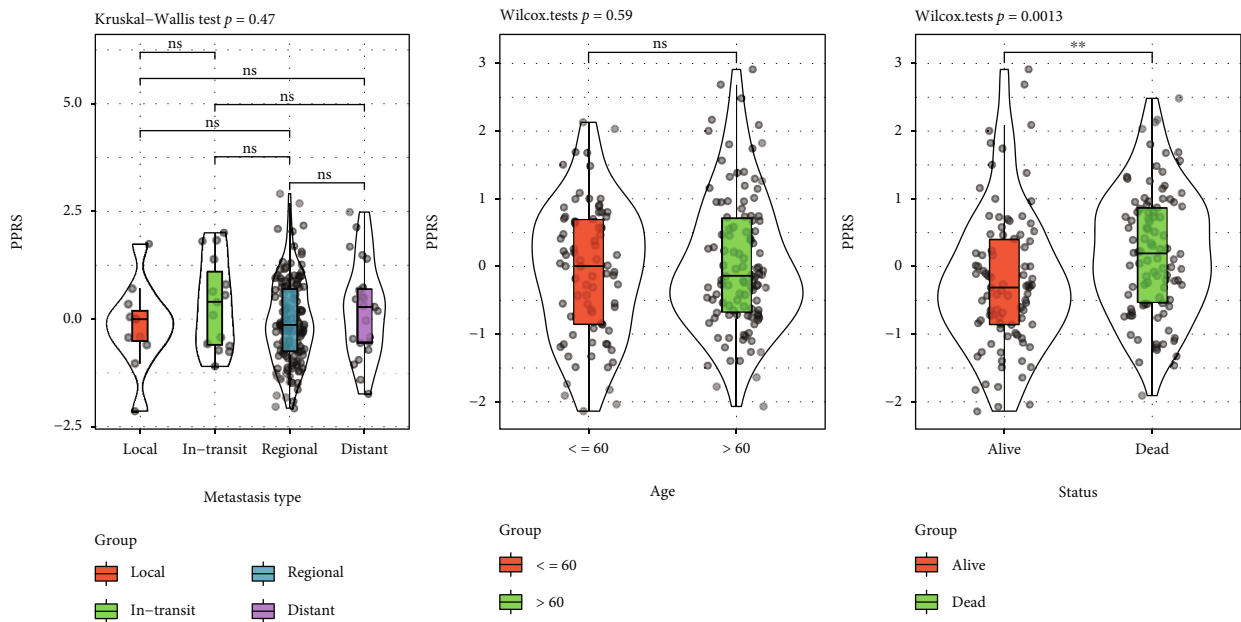 Kruskal−Wallis test p = 0.47
ns
ns
ns
ns
ns
ns
5.0
2.5
0.0
−2.5
PPRS
Local
In−transit
Regional
Distant
Metastasis type
Group
Local
Regional
In−transit
Distant
Wilcox.tests p = 0.59
ns
3
2
1
0
−1
−2
PPRS
< = 60
> 60
Age
Group
< = 60
> 60
Wilcox.tests p = 0.0013
**
3
2
1
0
−1
−2
PPRS
Alive
Dead
Status
Group
Alive
Dead